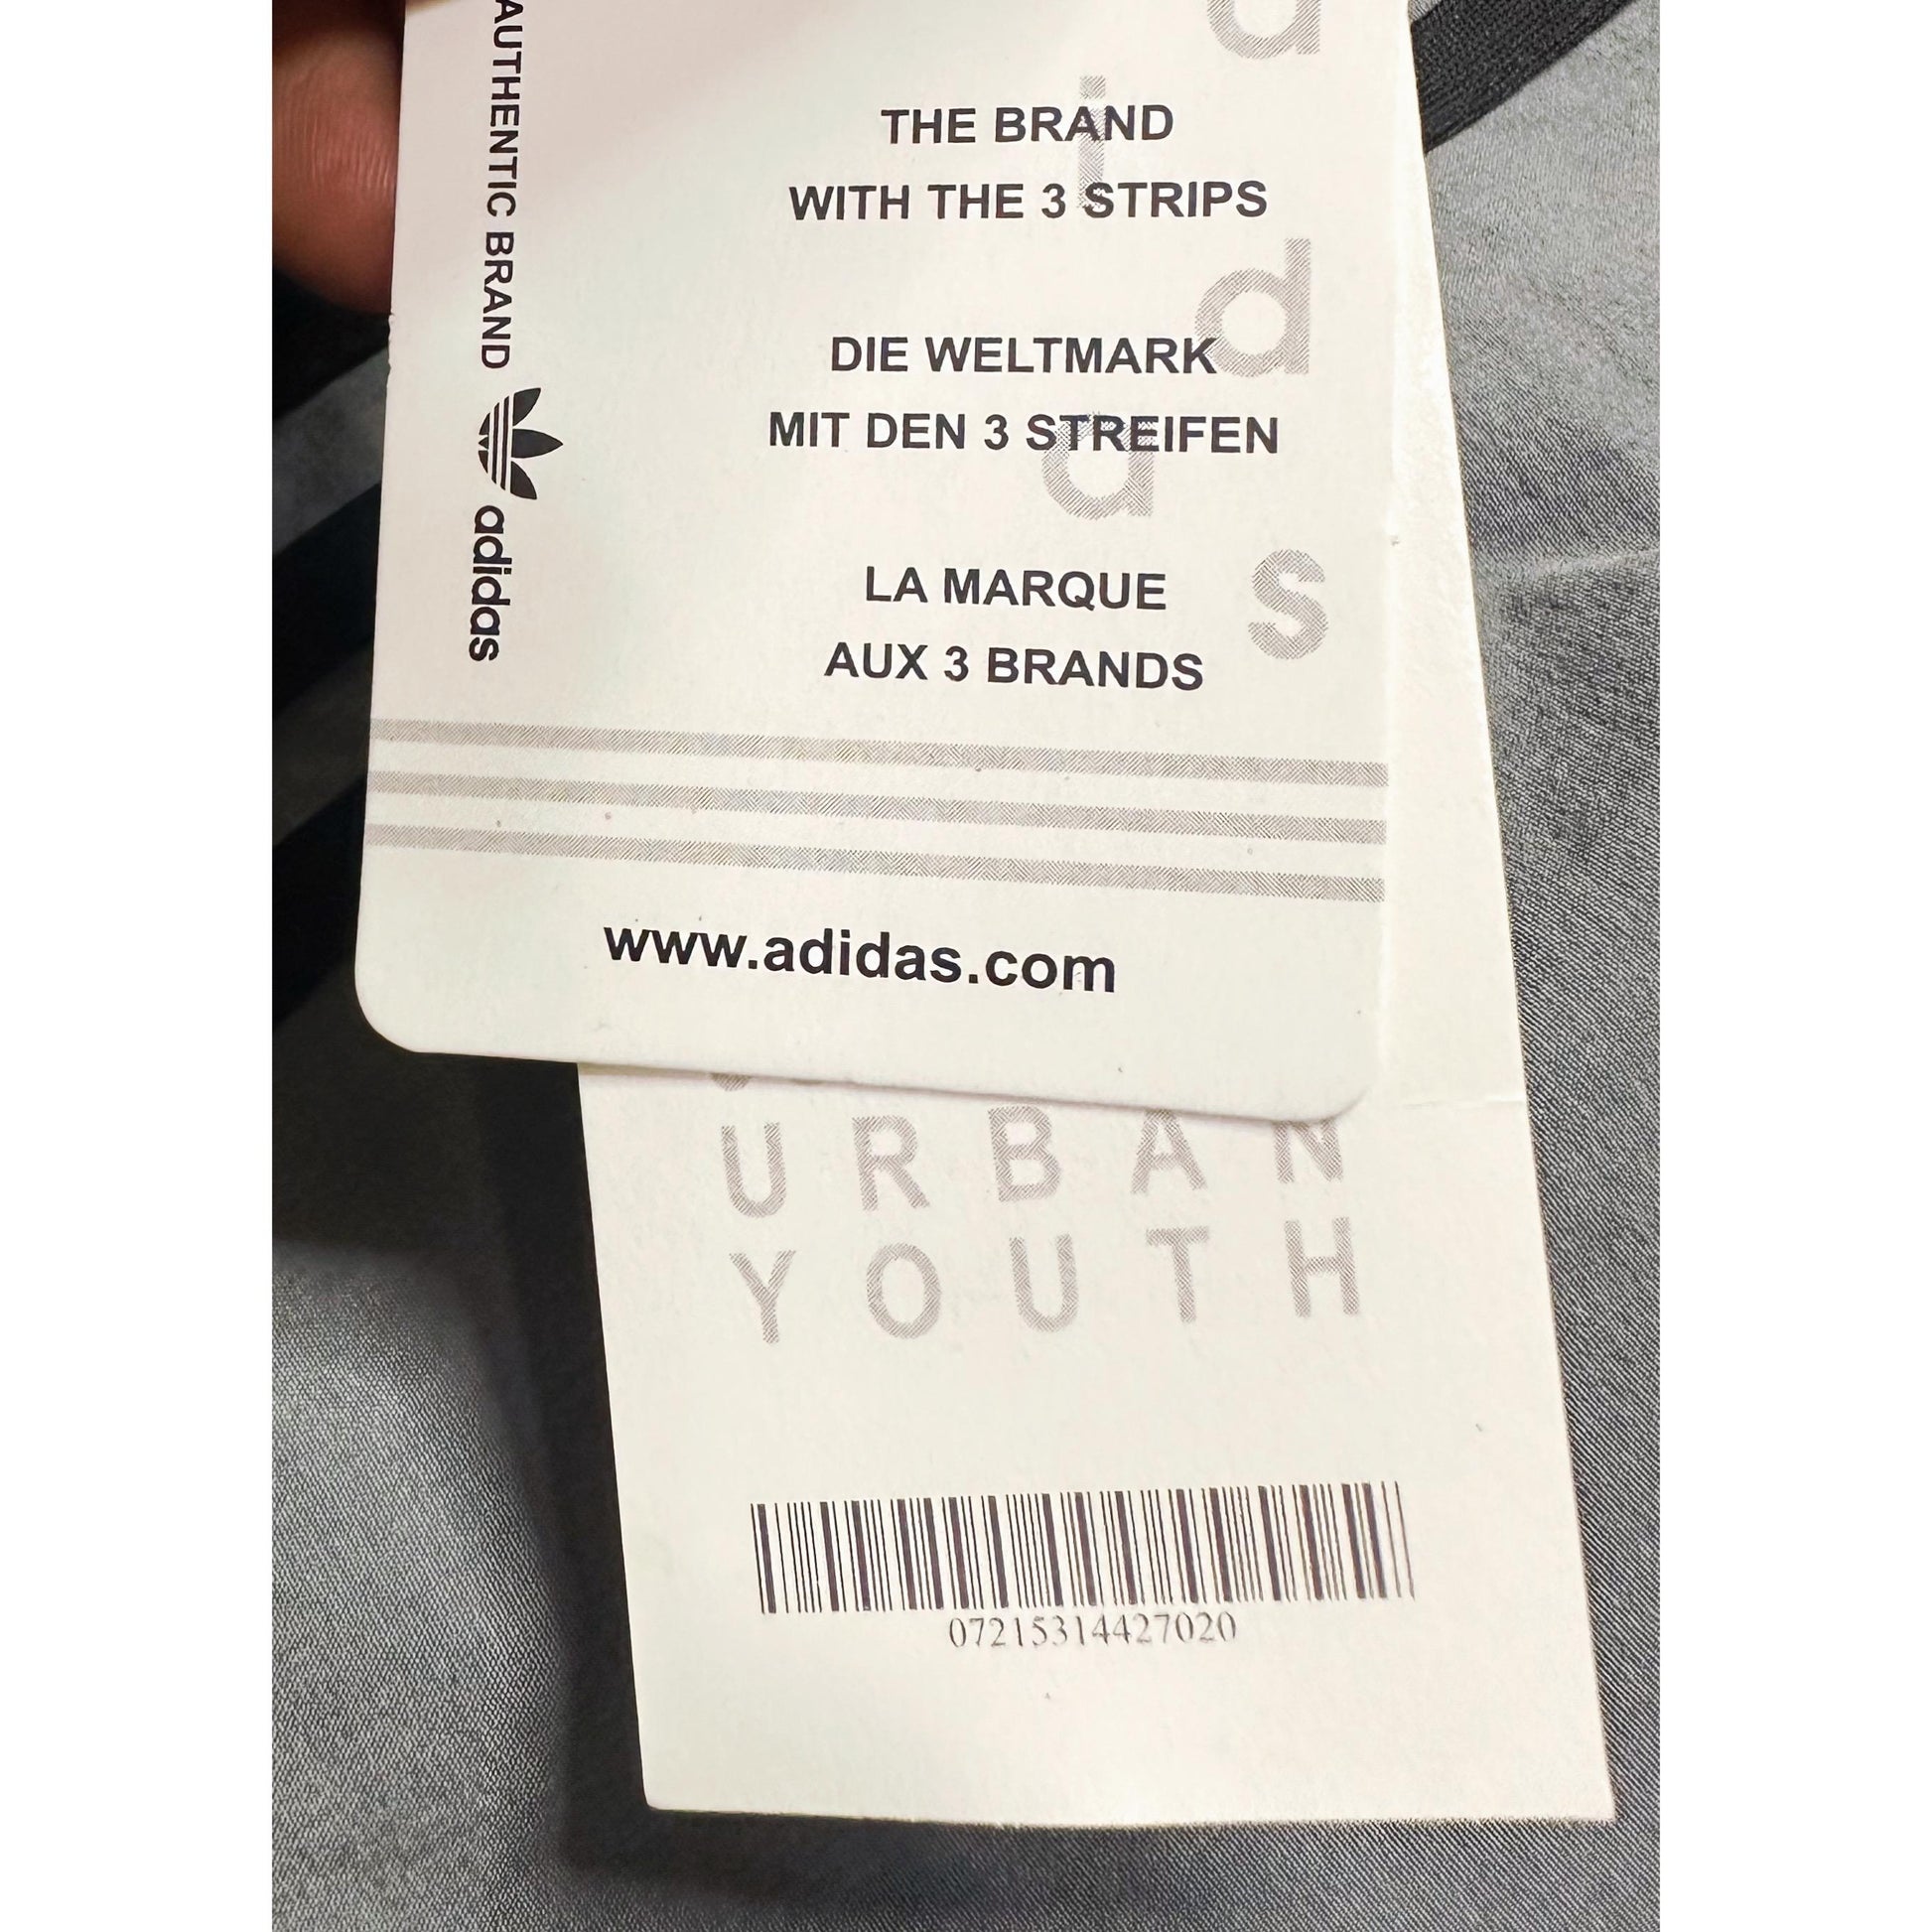 AUTHENTIC BRAND adidas
THE BRAND
WITH THE 3 STRIPS
DIE WELTMARK
MIT DEN 3 STREIFEN
LA MARQUE
AUX 3 BRANDS
a
i
d
a
s
www.adidas.com
URBAN
YOUTH
07215314427020